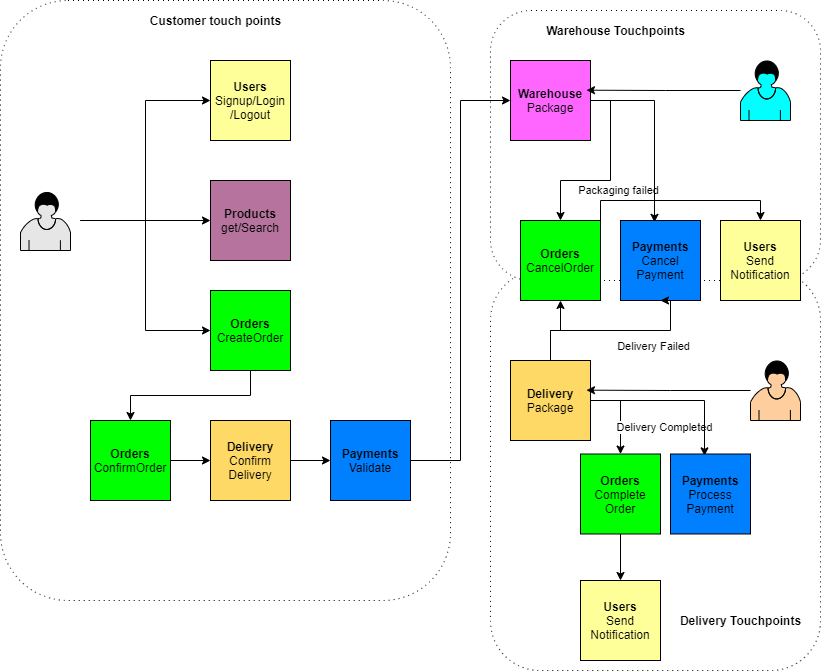 Customer touch points
Users
Signup/Login
/Logout
Products
get/Search
Orders
CreateOrder
Orders
ConfirmOrder
Delivery
Confirm
Delivery
Payments
Validate
Warehouse Touchpoints
Warehouse
Package
Packaging failed
Orders
CancelOrder
Payments
Cancel
Payment
Users
Send
Notification
Delivery Failed
Delivery
Package
Delivery Completed
Orders
Complete
Order
Payments
Process
Payment
Users
Send
Notification
Delivery Touchpoints